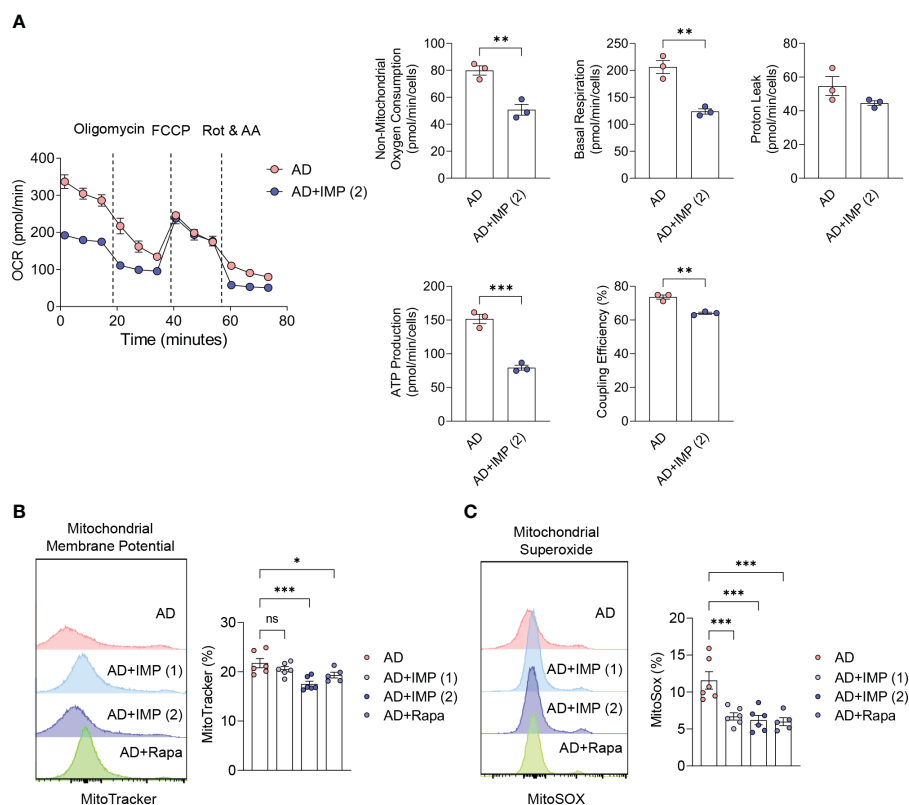 A
Oligomycin FCCP Rot & AA
400
300
200
100
0
OCR (pmol/min)
0 20 40 60 80
Time (minutes)
AD
AD+IMP (2)
Non-Mitochondrial
Oxygen Consumption
(pmol/min/cells)
80
60
40
20
0
**
AD
AD+IMP (2)
Basal Respiration
(pmol/min/cells)
250
200
150
100
50
0
**
AD
AD+IMP (2)
Proton Leak
(pmol/min/cells)
80
60
40
20
0
AD
AD+IMP (2)
ATP Production
(pmol/min/cells)
200
150
100
50
0
***
AD
AD+IMP (2)
Coupling Efficiency (%)
80
60
40
20
0
**
AD
AD+IMP (2)
B
Mitochondrial
Membrane Potential
AD
AD+IMP (1)
AD+IMP (2)
AD+Rapa
MitoTracker
MitoTracker (%)
30
20
10
0
*
***
ns
AD
AD+IMP (1)
AD+IMP (2)
AD+Rapa
C
Mitochondrial
Superoxide
AD
AD+IMP (1)
AD+IMP (2)
AD+Rapa
MitoSOX
MitoSox (%)
20
15
10
5
0
***
***
***
AD
AD+IMP (1)
AD+IMP (2)
AD+Rapa